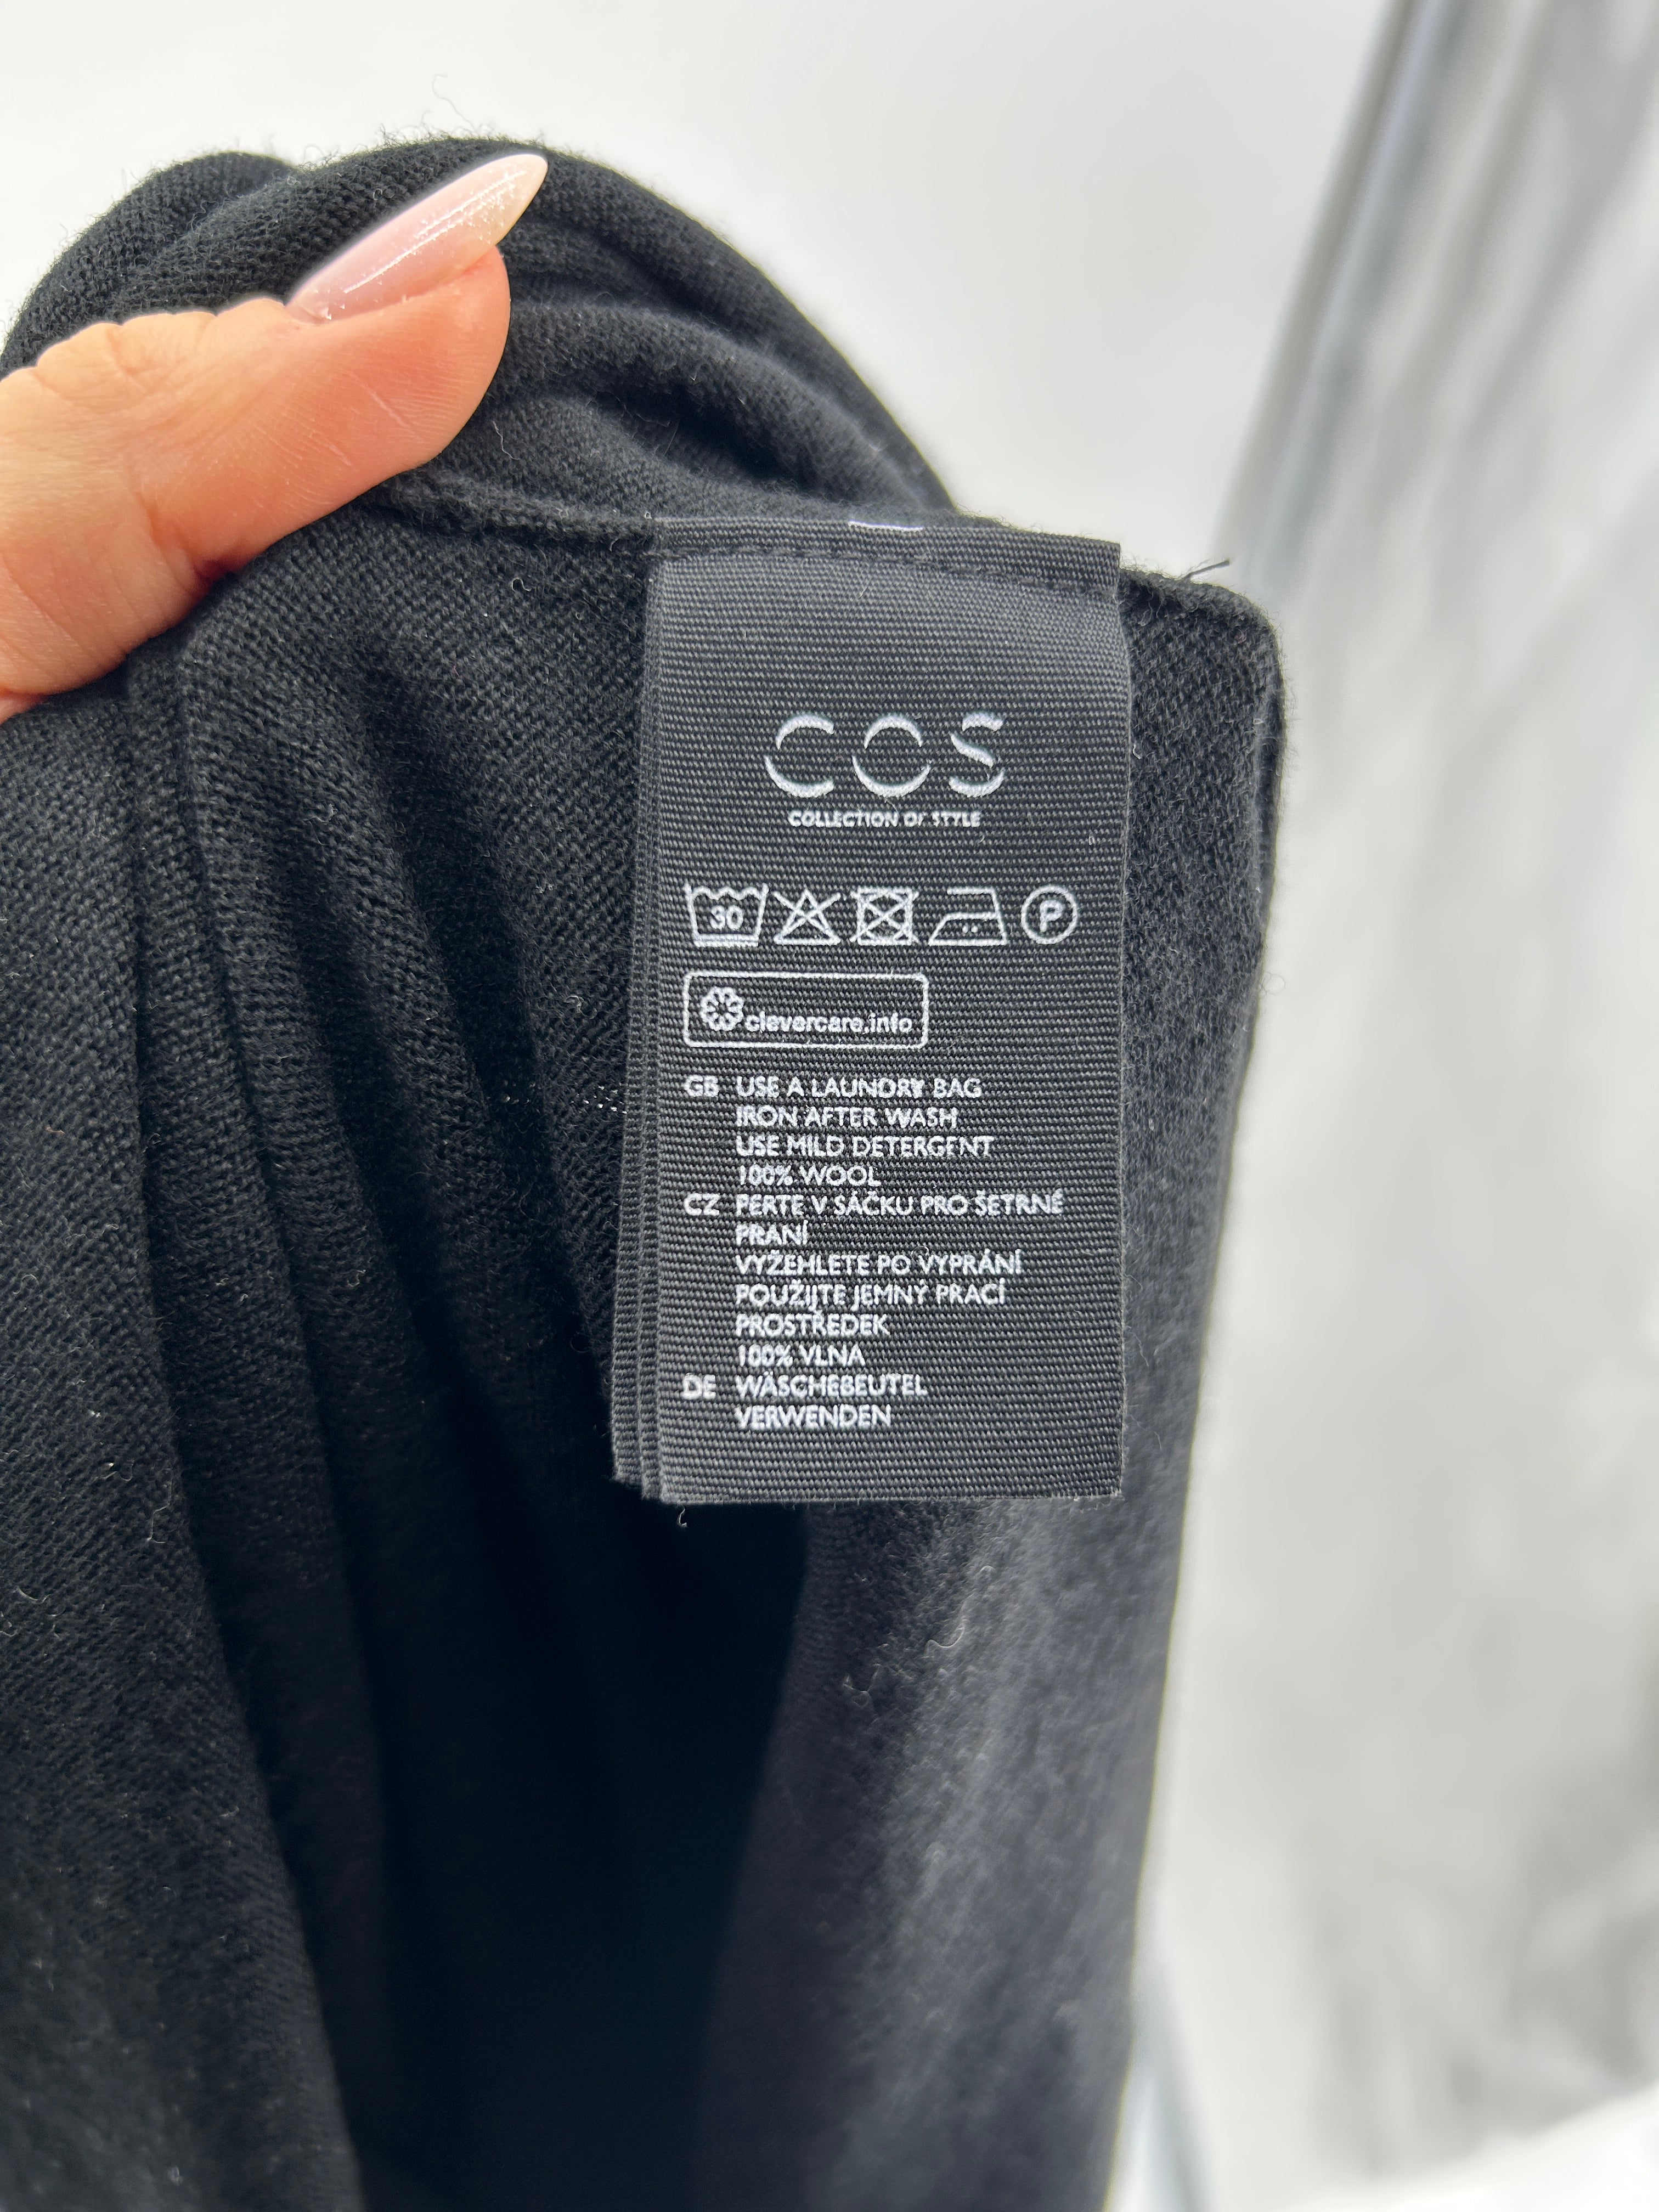 COS
COLLECTION OF STYLE
30 P
clevercare.info
GB USE A LAUNDRY BAG
IRON AFTER WASH
USE MILD DETERGENT
100% WOOL
CZ PERTE V SÁČKU PRO ŠETRNÉ
PRANÍ
VYŽEHLETE PO VYPRÁNÍ
POUŽIJTE JEMNÝ PRACÍ
PROSTŘEDEK
100% VLNA
DE WÄSCHEBEUTEL
VERWENDEN